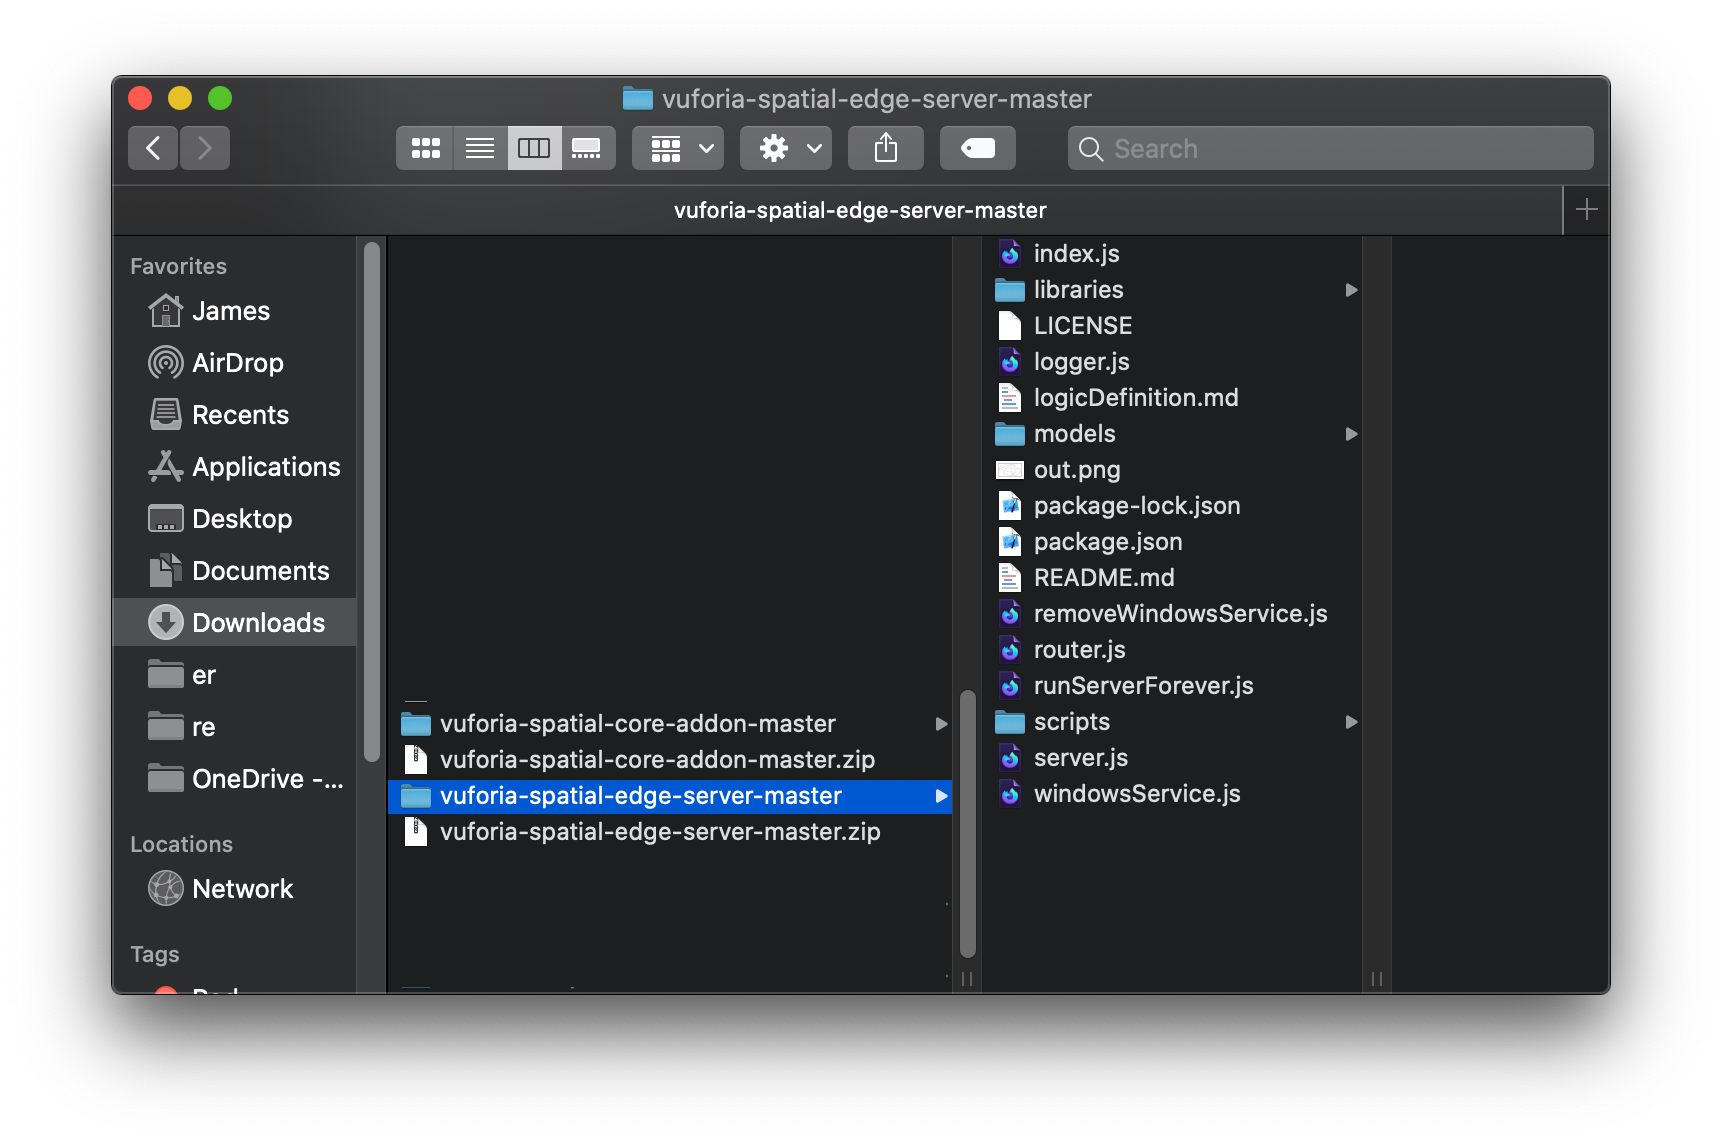 vuforia-spatial-edge-server-master
Search
vuforia-spatial-edge-server-master
Favorites
James
AirDrop
Recents
Applications
Desktop
Documents
Downloads
er
re
OneDrive -...
Locations
Network
Tags
vuforia-spatial-core-addon-master
vuforia-spatial-core-addon-master.zip
vuforia-spatial-edge-server-master
vuforia-spatial-edge-server-master.zip
index.js
libraries
LICENSE
logger.js
logicDefinition.md
models
out.png
package-lock.json
package.json
README.md
removeWindowsService.js
router.js
runServerForever.js
scripts
server.js
windowsService.js